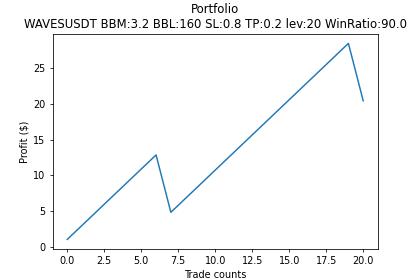 Portfolio
WAVESUSDT BBM:3.2 BBL:160 SL:0.8 TP:0.2 lev:20 WinRatio:90.0
25
20
15
10
5
0
Profit ($)
0.0 2.5 5.0 7.5 10.0 12.5 15.0 17.5 20.0
Trade counts